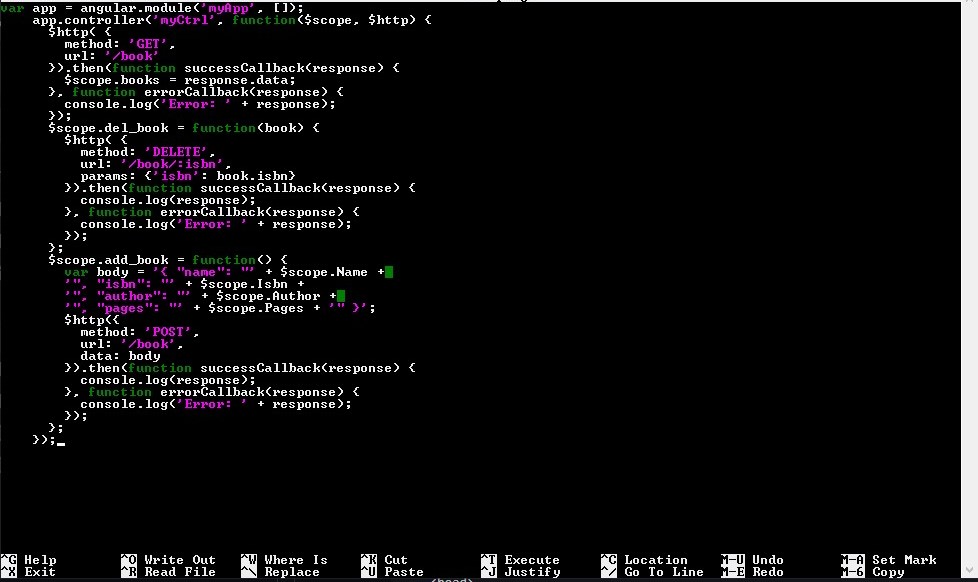 var app = angular.module('myApp', []);
    app.controller('myCtrl', function($scope, $http) {
      $http( {
        method: 'GET',
        url: '/book'
      }).then(function successCallback(response) {
        $scope.books = response.data;
      }, function errorCallback(response) {
        console.log('Error: ' + response);
      });
      $scope.del_book = function(book) {
        $http( {
          method: 'DELETE',
          url: '/book/:isbn',
          params: {'isbn': book.isbn}
        }).then(function successCallback(response) {
          console.log(response);
        }, function errorCallback(response) {
          console.log('Error: ' + response);
        });
      };
      $scope.add_book = function() {
        var body = '{ "name": "' + $scope.Name +
        '", "isbn": "' + $scope.Isbn +
        '", "author": "' + $scope.Author +
        '", "pages": "' + $scope.Pages + '" }';
        $http({
          method: 'POST',
          url: '/book',
          data: body
        }).then(function successCallback(response) {
          console.log(response);
        }, function errorCallback(response) {
          console.log('Error: ' + response);
        });
      };
    });
^G Help ^O Write Out ^W Where Is ^K Cut ^T Execute ^C Location M-U Undo M-A Set Mark
^X Exit ^R Read File ^\ Replace ^U Paste ^J Justify ^/ Go To Line M-E Redo M-6 Copy